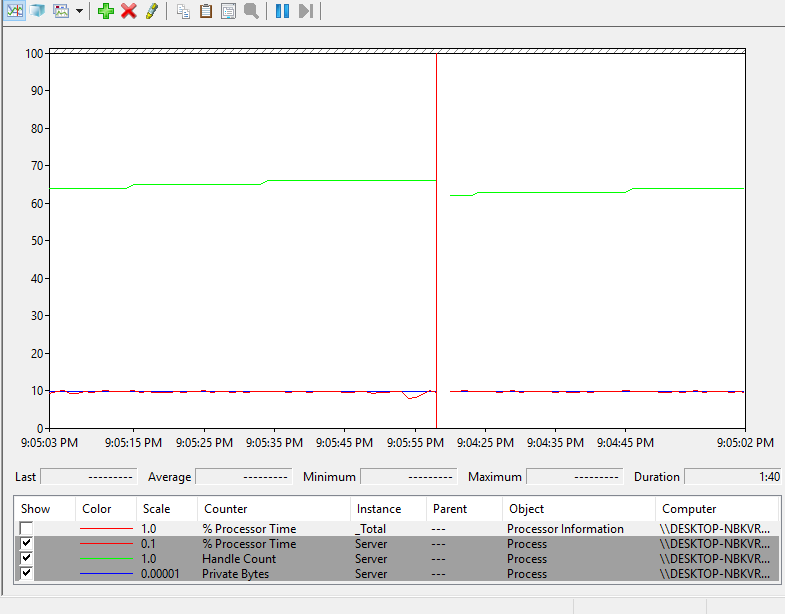 100
90
80
70
60
50
40
30
20
10
0
9:05:03 PM 9:05:15 PM 9:05:25 PM 9:05:35 PM 9:05:45 PM 9:05:55 PM 9:04:25 PM 9:04:35 PM 9:04:45 PM 9:05:02 PM
Last --------- Average --------- Minimum --------- Maximum --------- Duration 1:40
Show Color Scale Counter Instance Parent Object Computer
1.0 % Processor Time _Total --- Processor Information \\DESKTOP-NBKVR...
0.1 % Processor Time Server --- Process \\DESKTOP-NBKVR...
1.0 Handle Count Server --- Process \\DESKTOP-NBKVR...
0.00001 Private Bytes Server --- Process \\DESKTOP-NBKVR...